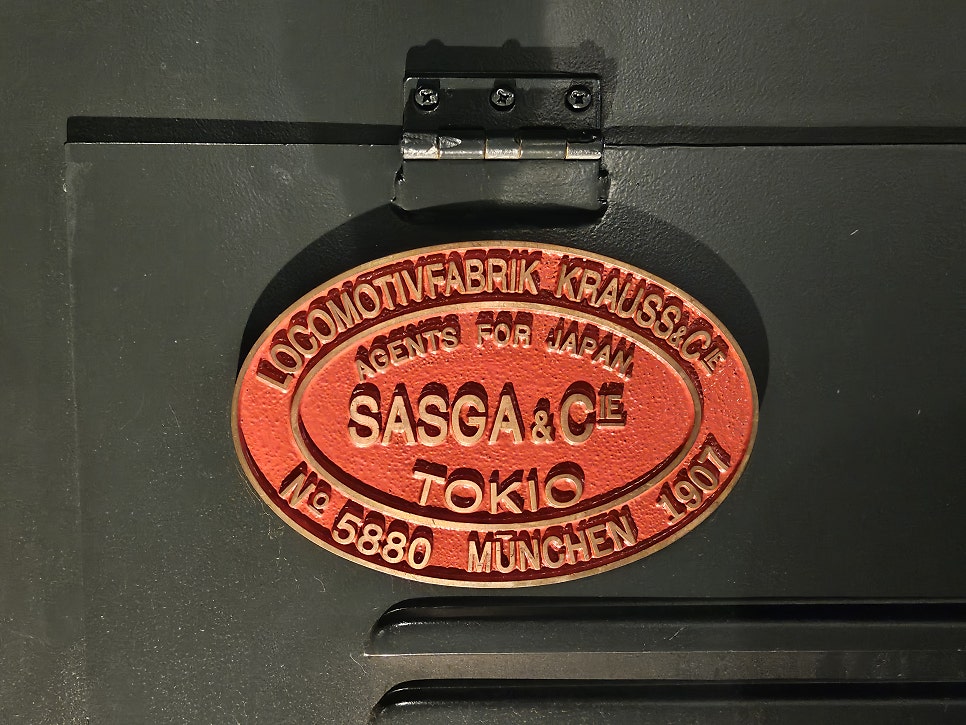 LOCOMOTIVFABRIK KRAUSS & CIE
AGENTS FOR JAPAN.
SASGA & CIE
TOKIO
No 5880 MÜNCHEN 1907